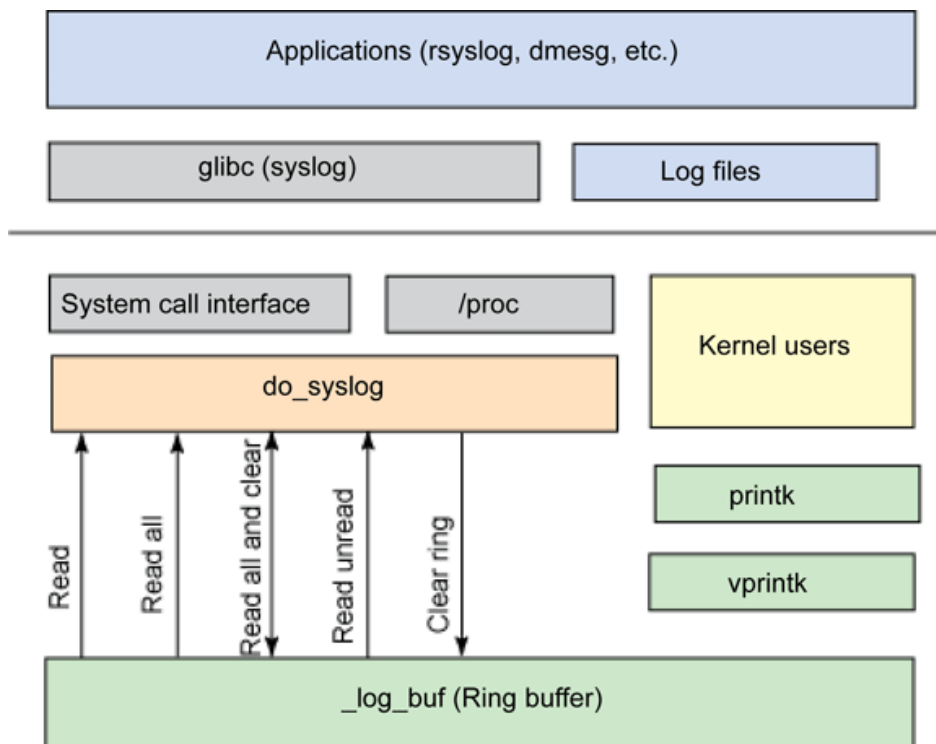 Applications (rsyslog, dmesg, etc.)
glibc (syslog)
Log files
System call interface
/proc
Kernel users
do_syslog
Read
Read all
Read all and clear
Read unread
Clear ring
printk
vprintk
_log_buf (Ring buffer)